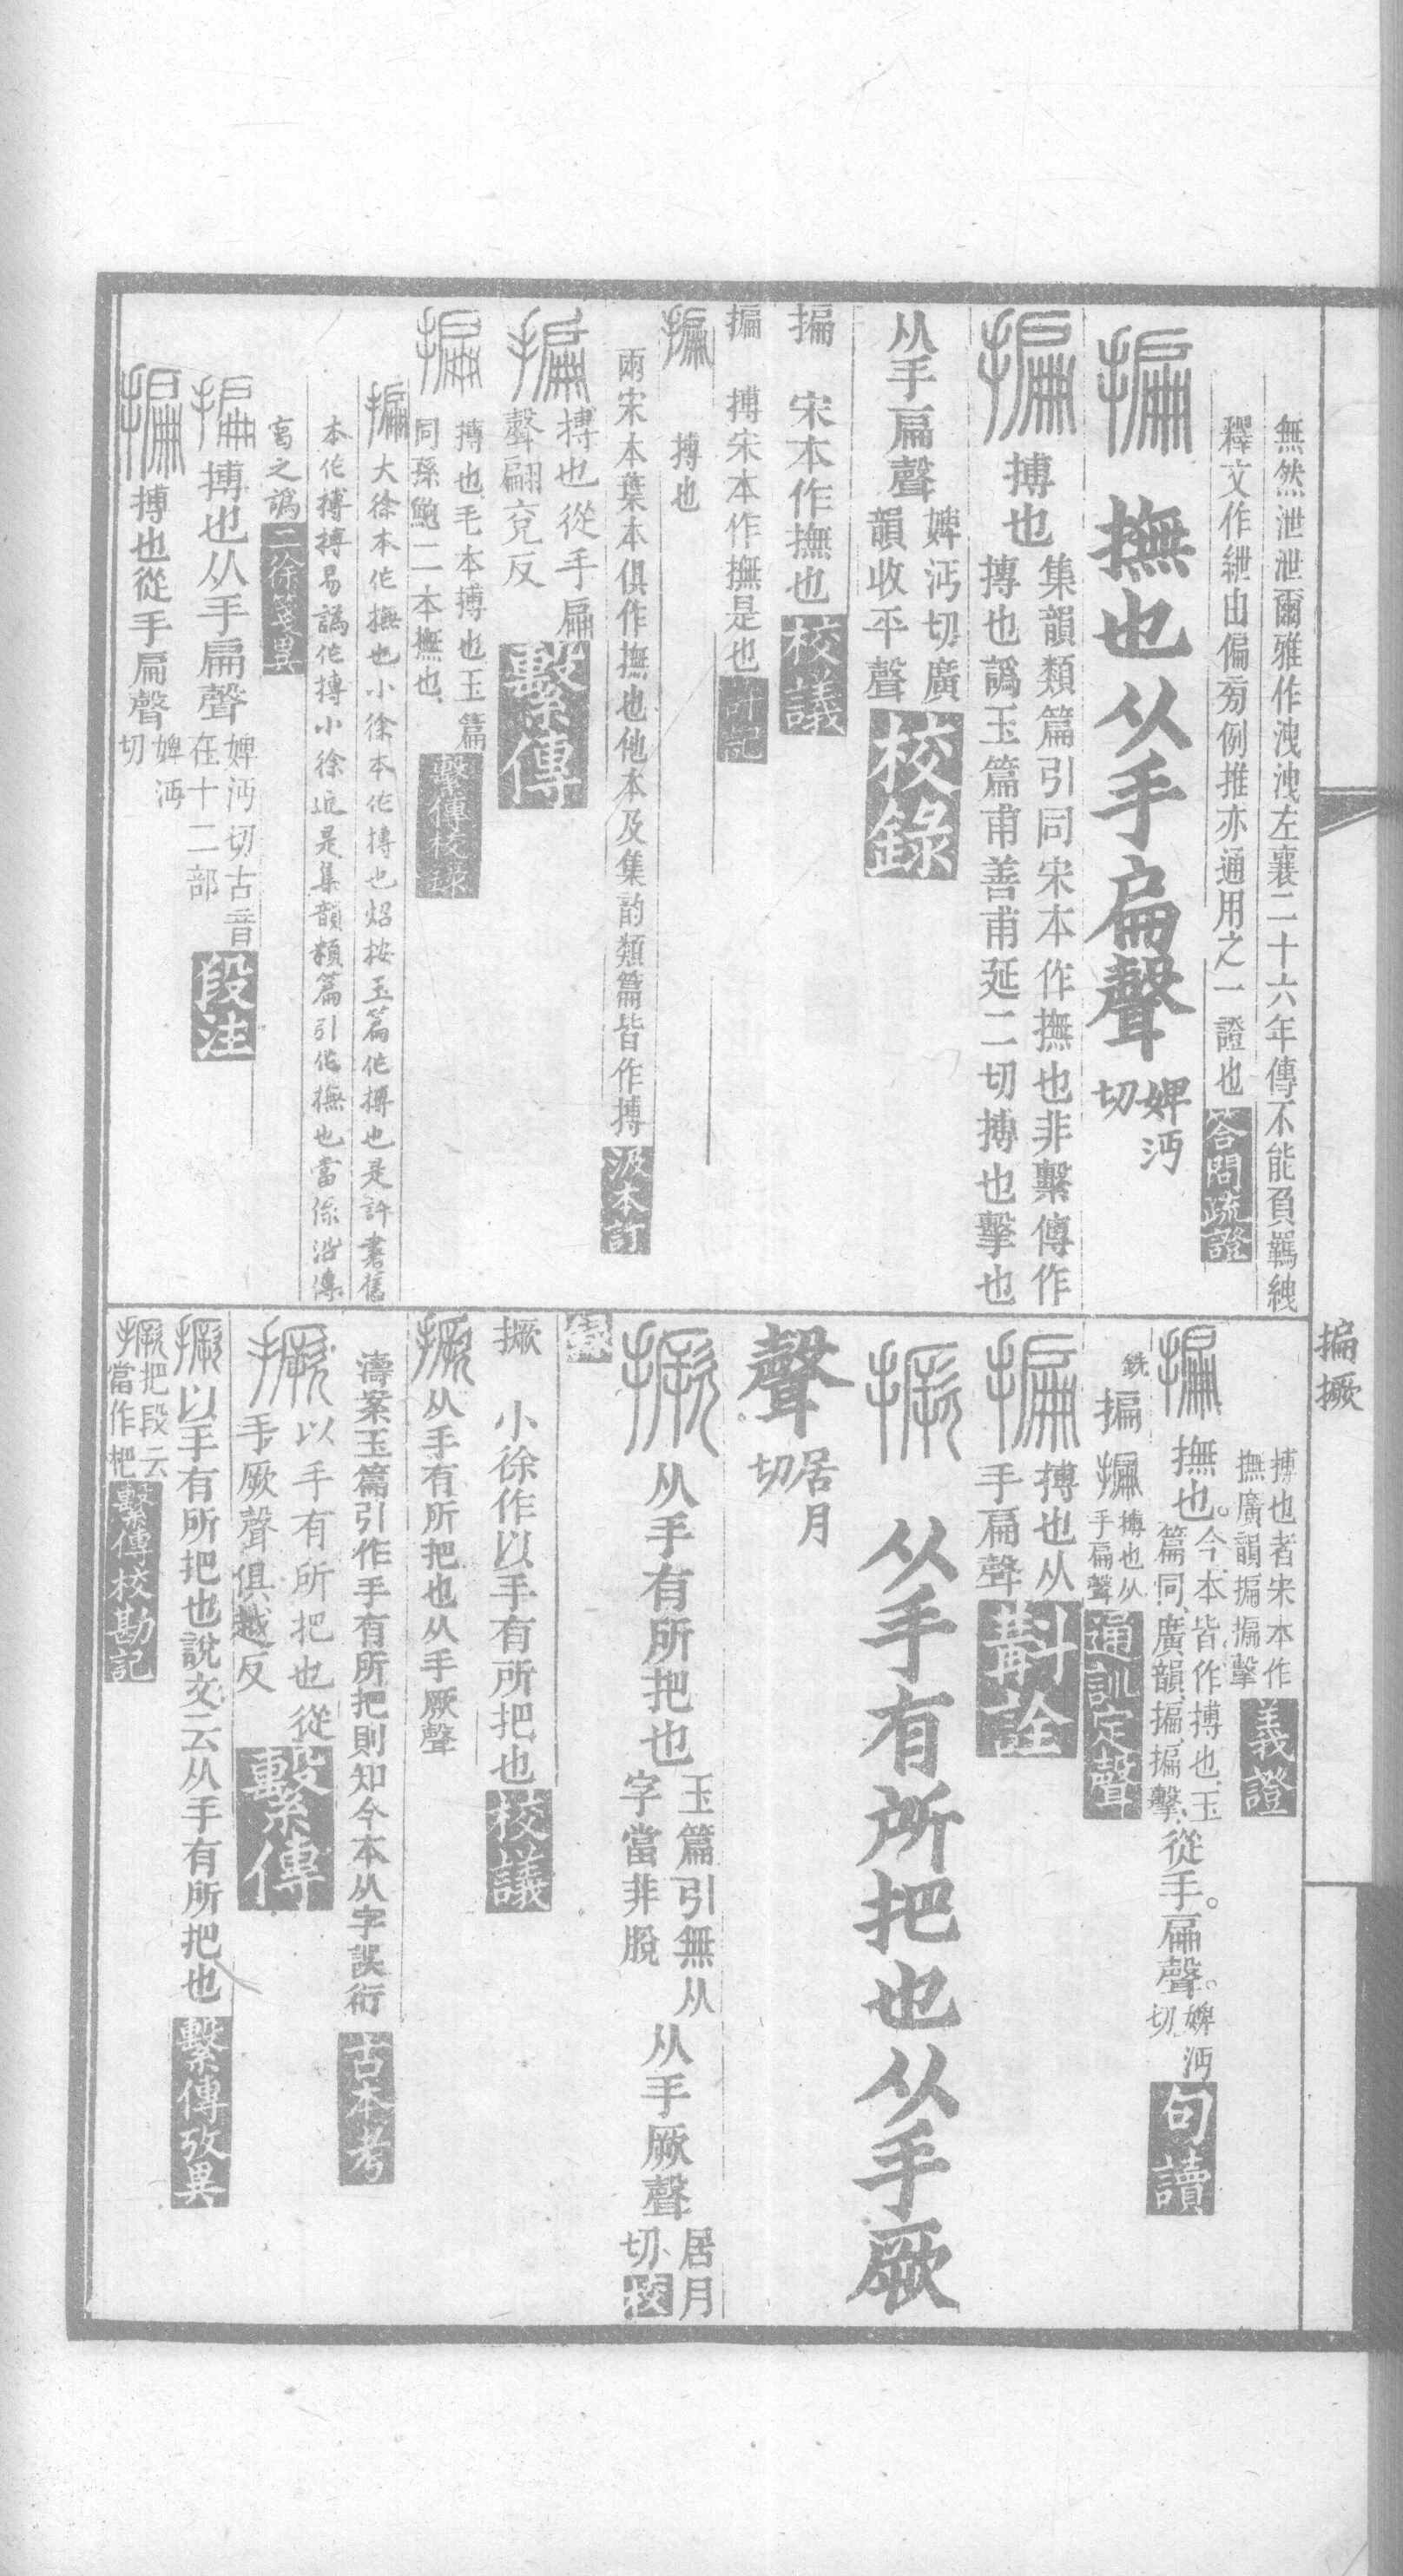 無然泄泄爾雅作洩洩左襄二十六年傳不能負羈紲
釋文作紲由偏旁例推亦通用之一證也答問疏證
揙 撫也从手扁聲婢沔切
揙搏也集韻類篇引同宋本作撫也非繫傳作
摶也譌玉篇甫善甫延二切搏也擊也
从手扁聲婢沔切廣韻收平聲校錄
揙 宋本作撫也校議
揙 搏宋本作撫是也
揙 搏也
兩宋本葉本俱作撫也他本及集韵類篇皆作搏汲本訂
揙摶也從手扁聲翩兗反繫傳
揙搏也毛本搏也玉篇同孫鮑二本撫也繫傳校錄
揙大徐本作撫也小徐本作摶也炤按玉篇作搏也是許書舊
本作搏搏易譌作摶小徐近是集韻類篇引作撫也當係沿傳
寫之譌二徐箋異
揙搏也从手扁聲婢沔切古音在十二部段注
揙搏也從手扁聲婢沔切
揙撅
搏也者宋本作撫廣韻揙揙擊義證
揙撫也。今本皆作搏也玉篇同、廣韻、揙揙擊、從手。扁聲。婢沔切句讀
銑 揙 揙搏也从手扁聲通訓定聲
揙搏也从手扁聲斠詮
撅 从手有所把也从手厥
聲居月切
撅从手有所把也玉篇引無从字當非脫从手厥聲居月切校
錄
撅 小徐作以手有所把也校議
撅从手有所把也从手厥聲
濤案玉篇引作手有所把則知今本从字誤衍古本考
撅以手有所把也從手厥聲俱越反繫傳
撅以手有所把也說文云从手有所把也繫傳攷異
撅把段云當作杷繫傳校勘記